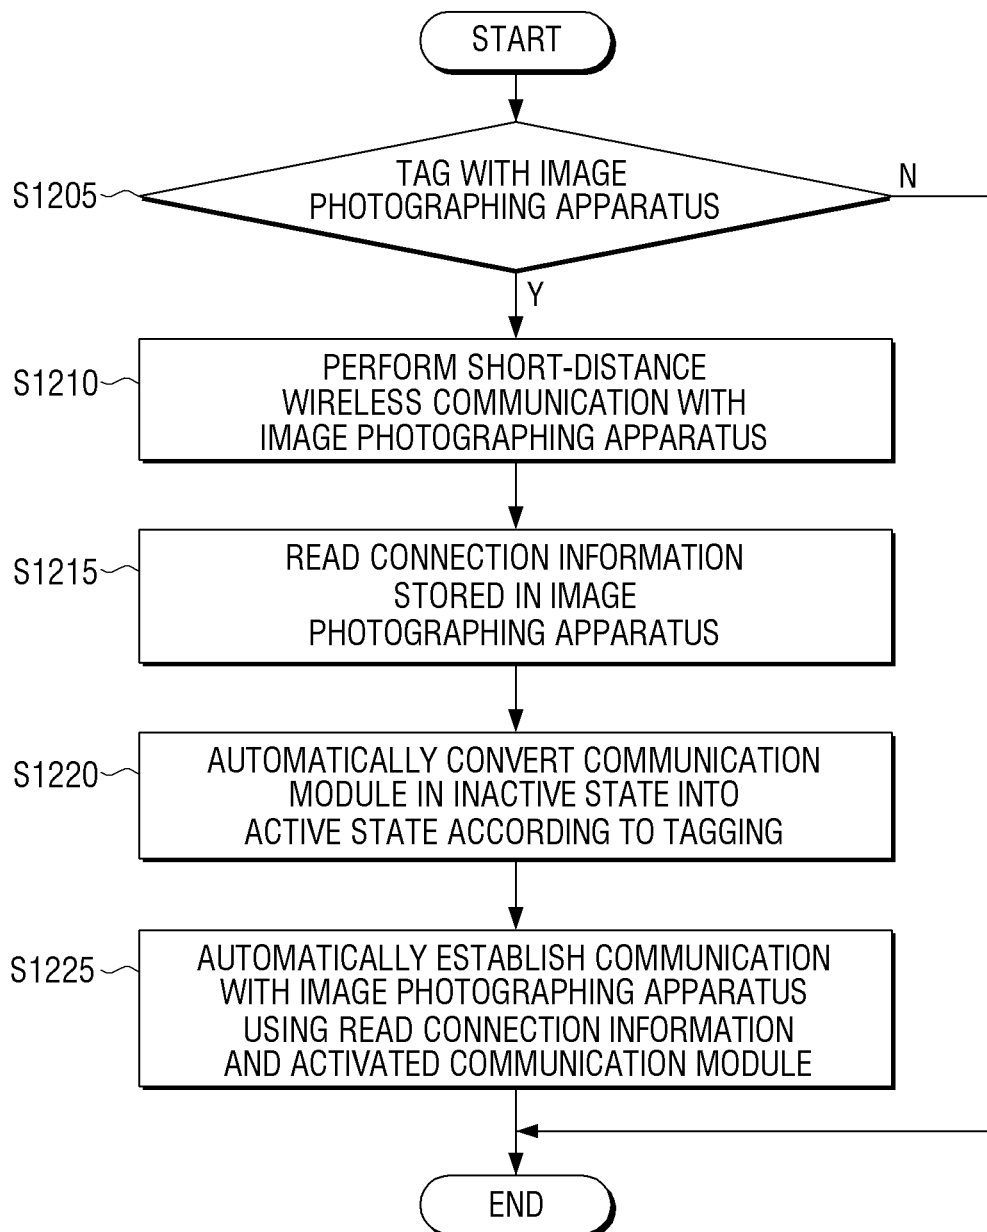 START
S1205
TAG WITH IMAGE
PHOTOGRAPHING APPARATUS
N
Y
S1210
PERFORM SHORT-DISTANCE
WIRELESS COMMUNICATION WITH
IMAGE PHOTOGRAPHING APPARATUS
S1215
READ CONNECTION INFORMATION
STORED IN IMAGE
PHOTOGRAPHING APPARATUS
S1220
AUTOMATICALLY CONVERT COMMUNICATION
MODULE IN INACTIVE STATE INTO
ACTIVE STATE ACCORDING TO TAGGING
S1225
AUTOMATICALLY ESTABLISH COMMUNICATION
WITH IMAGE PHOTOGRAPHING APPARATUS
USING READ CONNECTION INFORMATION
AND ACTIVATED COMMUNICATION MODULE
END